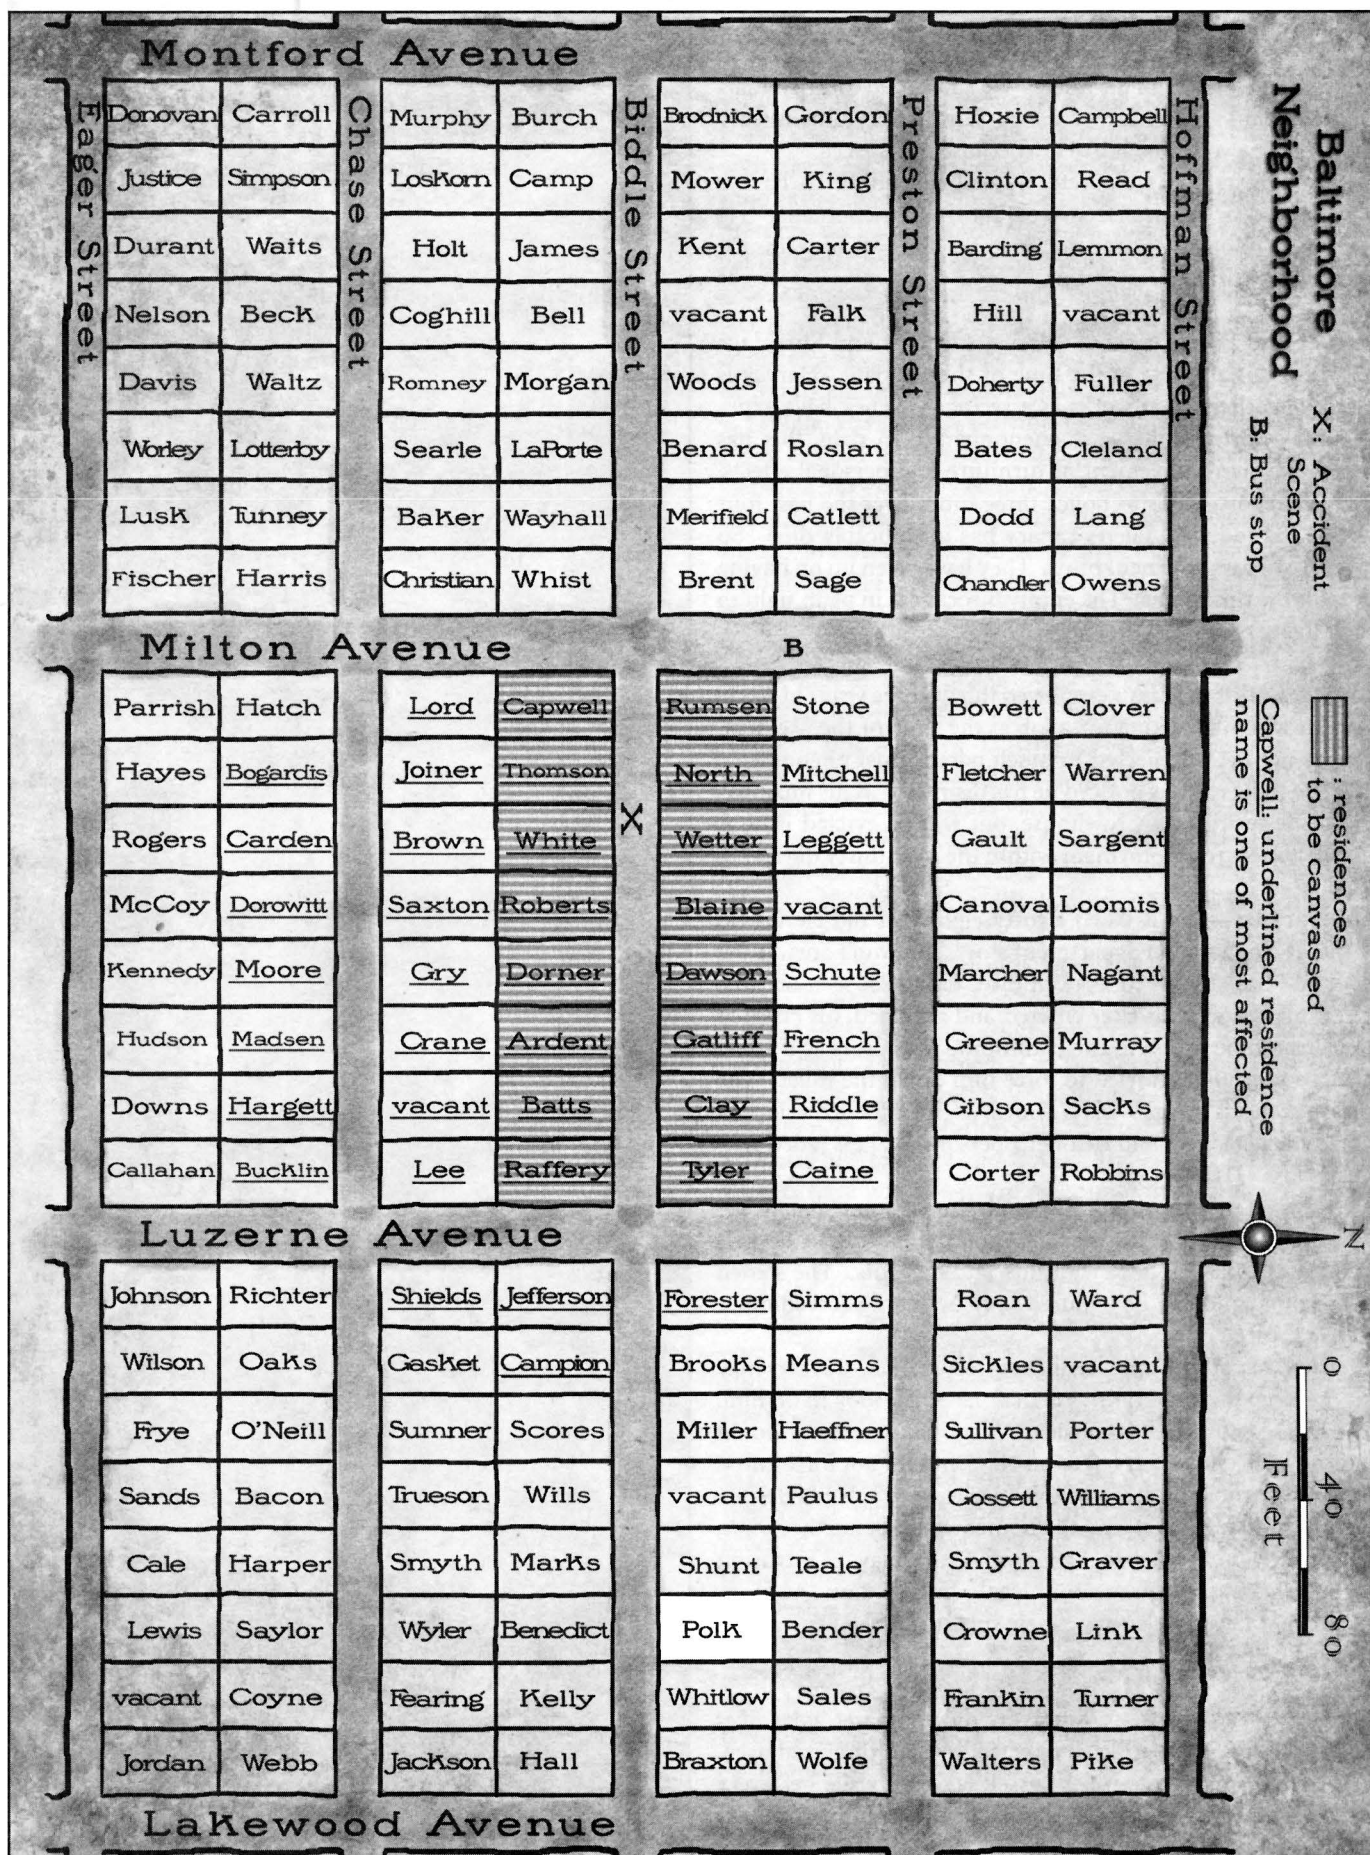 Baltimore
Neighborhood
X: Accident
Scene
B: Bus stop
: residences
to be canvassed
Capwell: underlined residence
name is one of most affected
N
0 40 80
Feet
Eager Street
Chase Street
Biddle Street
Preston Street
Hoffman Street
Montford Avenue
Donovan Carroll Murphy Burch Brodnick Gordon Hoxie Campbell
Justice Simpson Loskorn Camp Mower King Clinton Read
Durant Waits Holt James Kent Carter Barding Lemmon
Nelson Beck Coghill Bell vacant Falk Hill vacant
Davis Waltz Romney Morgan Woods Jessen Doherty Fuller
Worley Lotterby Searle LaPorte Benard Roslan Bates Cleland
Lusk Tunney Baker Wayhall Merifield Catlett Dodd Lang
Fischer Harris Christian Whist Brent Sage Chandler Owens
Milton Avenue B
Parrish Hatch Lord Capwell Rumsen Stone Bowett Clover
Hayes Bogardis Joiner Thomson North Mitchell Fletcher Warren
X
Rogers Carden Brown White Wetter Leggett Gault Sargent
McCoy Dorowitt Saxton Roberts Blaine vacant Canova Loomis
Kennedy Moore Gry Dorner Dawson Schute Marcher Nagant
Hudson Madsen Crane Ardent Gatliff French Greene Murray
Downs Hargett vacant Batts Clay Riddle Gibson Sacks
Callahan Bucklin Lee Raffery Tyler Caine Corter Robbins
Luzerne Avenue
Johnson Richter Shields Jefferson Forester Simms Roan Ward
Wilson Oaks Gasket Campion Brooks Means Sickles vacant
Frye O'Neill Sumner Scores Miller Haeffner Sullivan Porter
Sands Bacon Trueson Wills vacant Paulus Gossett Williams
Cale Harper Smyth Marks Shunt Teale Smyth Graver
Lewis Saylor Wyler Benedict Polk Bender Crowne Link
vacant Coyne Fearing Kelly Whitlow Sales Frankin Turner
Jordan Webb Jackson Hall Braxton Wolfe Walters Pike
Lakewood Avenue